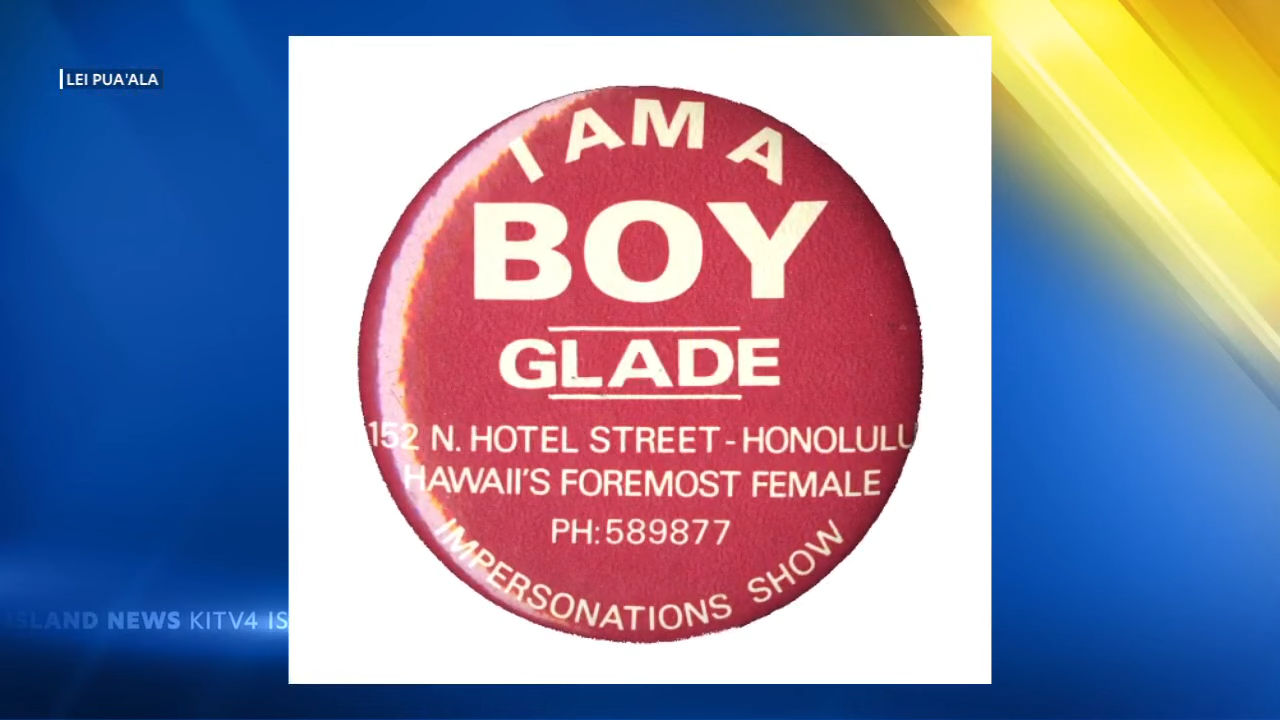 LEI PUA'ALA
I AM A
BOY
GLADE
152 N. HOTEL STREET - HONOLULU
HAWAII'S FOREMOST FEMALE
PH: 589877
IMPERSONATIONS SHOW
ISLAND NEWS KITV4 IS